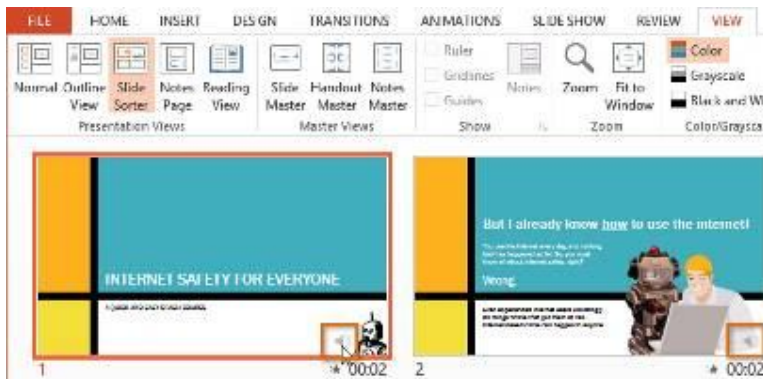 FILE HOME INSERT DESIGN TRANSITIONS ANIMATIONS SLIDE SHOW REVIEW VIEW
Normal Outline View Slide Sorter Notes Page Reading View Slide Master Handout Master Notes Master Ruler Gridlines Guides Notes Zoom Fit to Window Color Grayscale Black and W
Presentation Views Master Views Show Zoom Color/Graysca
INTERNET SAFETY FOR EVERYONE
But I already know how to use the internet!
Wrong.
1 00:02 2 00:02